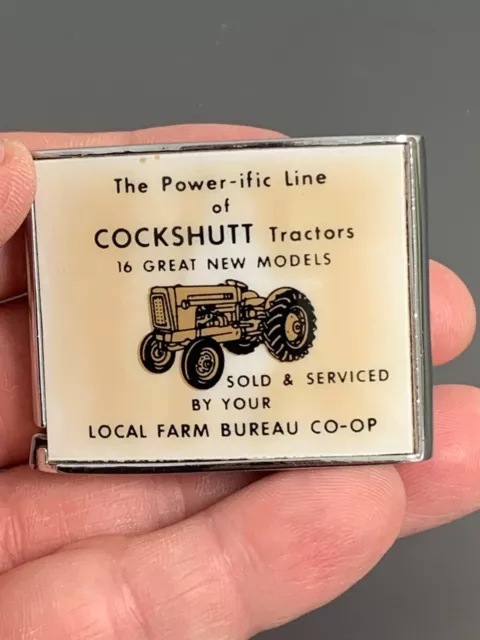 The Power-ific Line
of
COCKSHUTT Tractors
16 GREAT NEW MODELS
SOLD & SERVICED
BY YOUR
LOCAL FARM BUREAU CO-OP